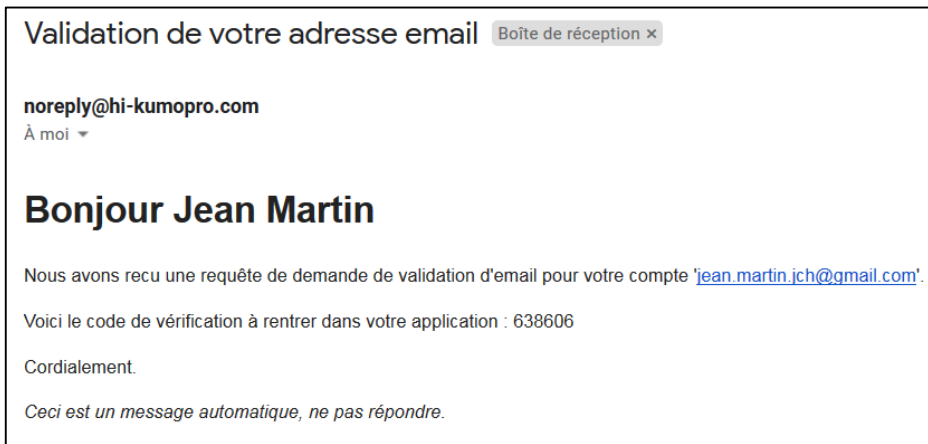 Validation de votre adresse email Boîte de réception ×
noreply@hi-kumopro.com
À moi
Bonjour Jean Martin
Nous avons recu une requête de demande de validation d'email pour votre compte 'jean.martin.jch@gmail.com'.
Voici le code de vérification à rentrer dans votre application : 638606
Cordialement.
Ceci est un message automatique, ne pas répondre.